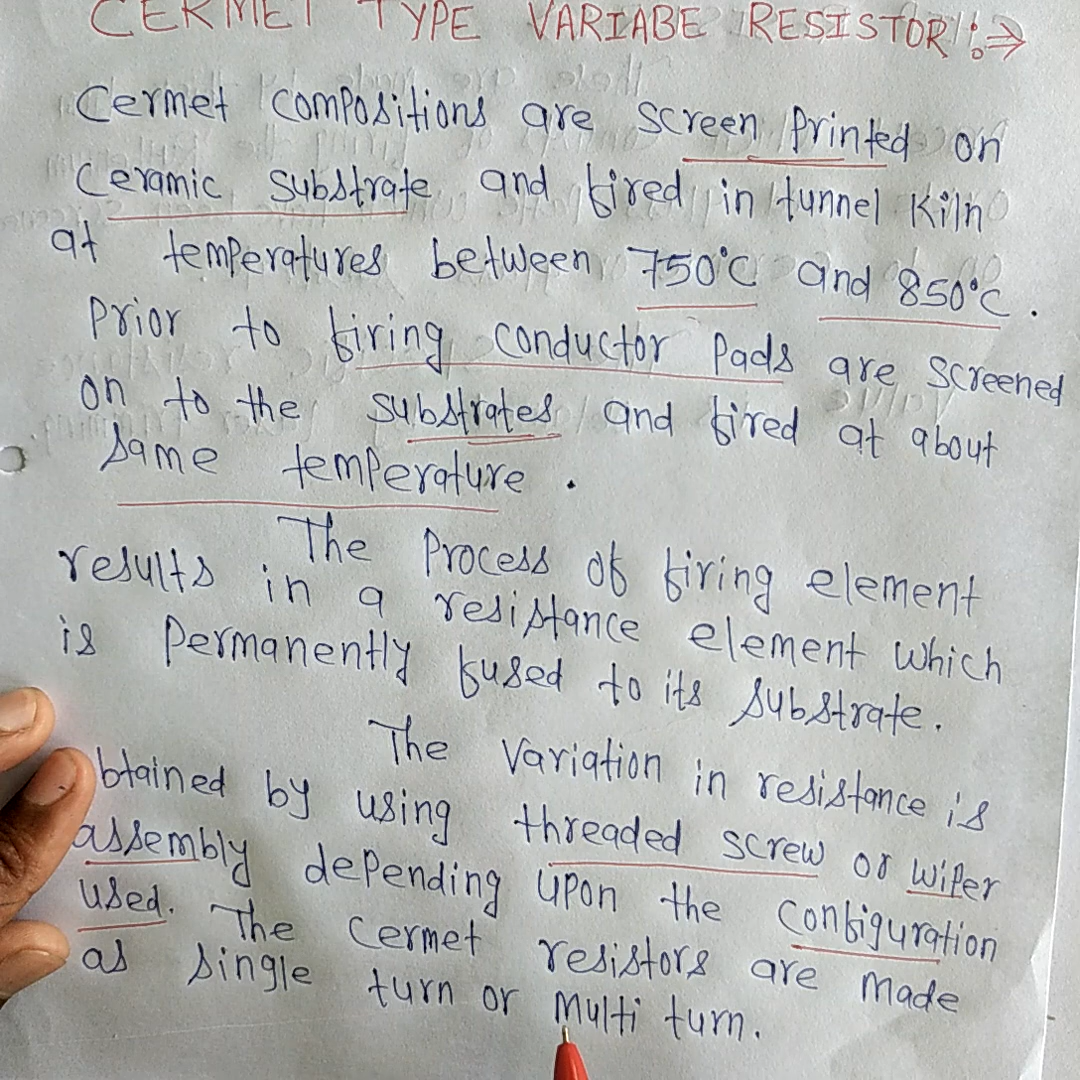 CERMET TYPE VARIABE RESISTOR :⇒
Cermet compositions are screen printed on
ceramic substrate and fired in tunnel kiln
at temperatures between 750°C and 850°C.
Prior to firing conductor pads are screened
on to the substrates and fired at about
same temperature.
The process of firing element
results in a resistance element which
is permanently fused to its substrate.
The variation in resistance is
btained by using threaded screw or wiper
assembly depending upon the configuration
used. The cermet resistors are made
as single turn or multi turn.